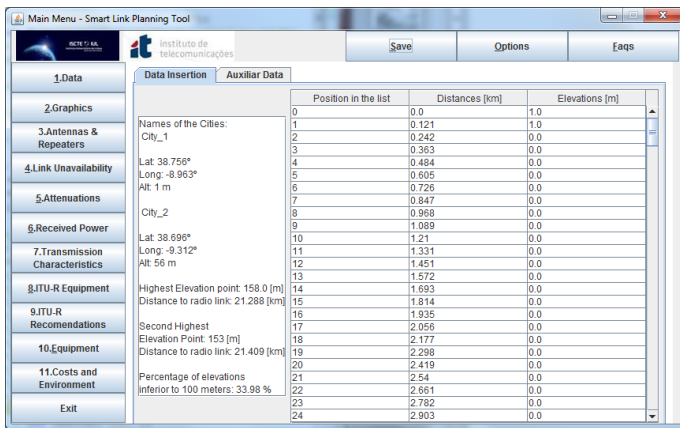 Main Menu - Smart Link Planning Tool
ISCTE IUL
it instituto de
telecomunicações
Save
Options
Faqs
1.Data
2.Graphics
3.Antennas &
Repeaters
4.Link Unavailability
5.Attenuations
6.Received Power
7.Transmission
Characteristics
8.ITU-R Equipment
9.ITU-R
Recomendations
10.Equipment
11.Costs and
Environment
Exit
Data Insertion
Auxiliar Data
Names of the Cities:
City_1
Lat: 38.756º
Long: -8.963º
Alt: 1 m
City_2
Lat: 38.696º
Long: -9.312º
Alt: 56 m
Highest Elevation point: 158.0 [m]
Distance to radio link: 21.288 [km]
Second Highest
Elevation Point: 153 [m]
Distance to radio link: 21.409 [km]
Percentage of elevations
inferior to 100 meters: 33.98 %
Position in the list Distances [km] Elevations [m]
0 0.0 1.0
1 0.121 1.0
2 0.242 0.0
3 0.363 0.0
4 0.484 0.0
5 0.605 0.0
6 0.726 0.0
7 0.847 0.0
8 0.968 0.0
9 1.089 0.0
10 1.21 0.0
11 1.331 0.0
12 1.451 0.0
13 1.572 0.0
14 1.693 0.0
15 1.814 0.0
16 1.935 0.0
17 2.056 0.0
18 2.177 0.0
19 2.298 0.0
20 2.419 0.0
21 2.54 0.0
22 2.661 0.0
23 2.782 0.0
24 2.903 0.0